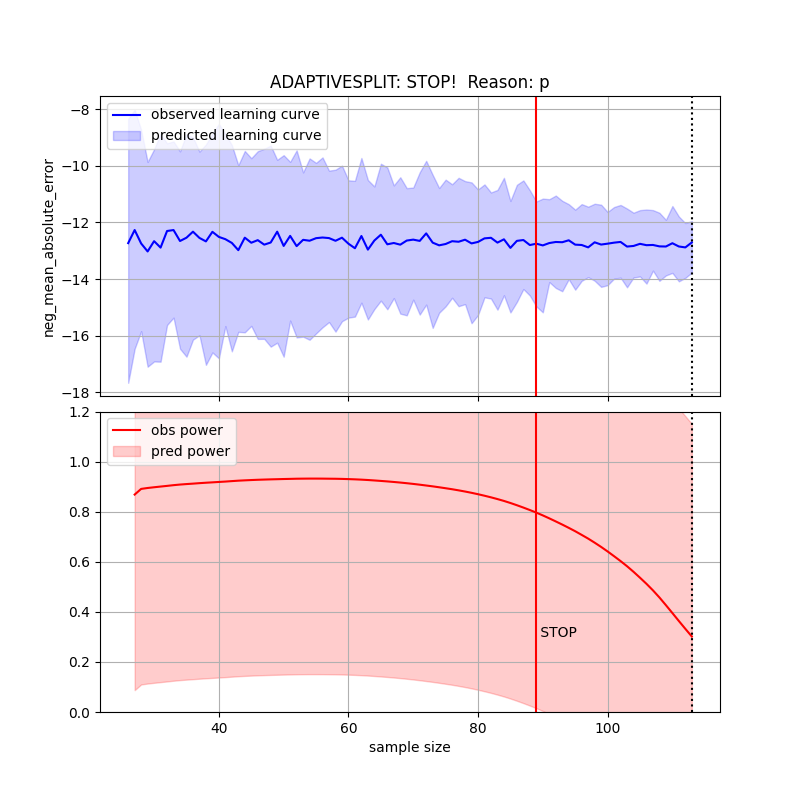 ADAPTIVESPLIT: STOP!  Reason: p
observed learning curve
predicted learning curve
neg_mean_absolute_error
−8
−10
−12
−14
−16
−18
obs power
pred power
1.2
1.0
0.8
0.6
0.4
0.2
0.0
STOP
40
60
80
100
sample size